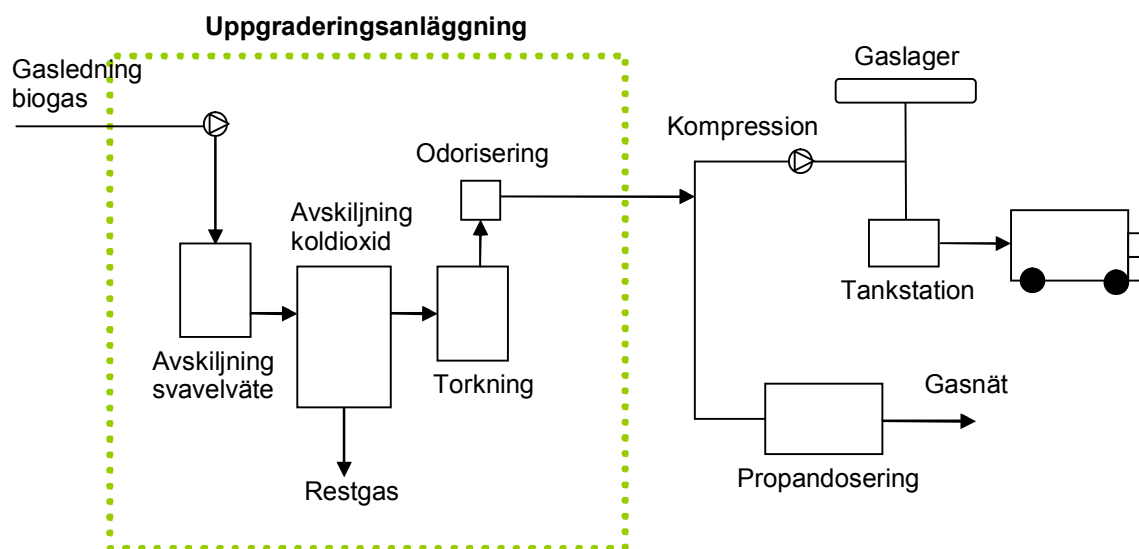 Uppgraderingsanläggning
Gasledning
biogas
Gaslager
Kompression
Odorisering
Avskiljning
koldioxid
Tankstation
Avskiljning
svavelväte
Torkning
Gasnät
Propandosering
Restgas